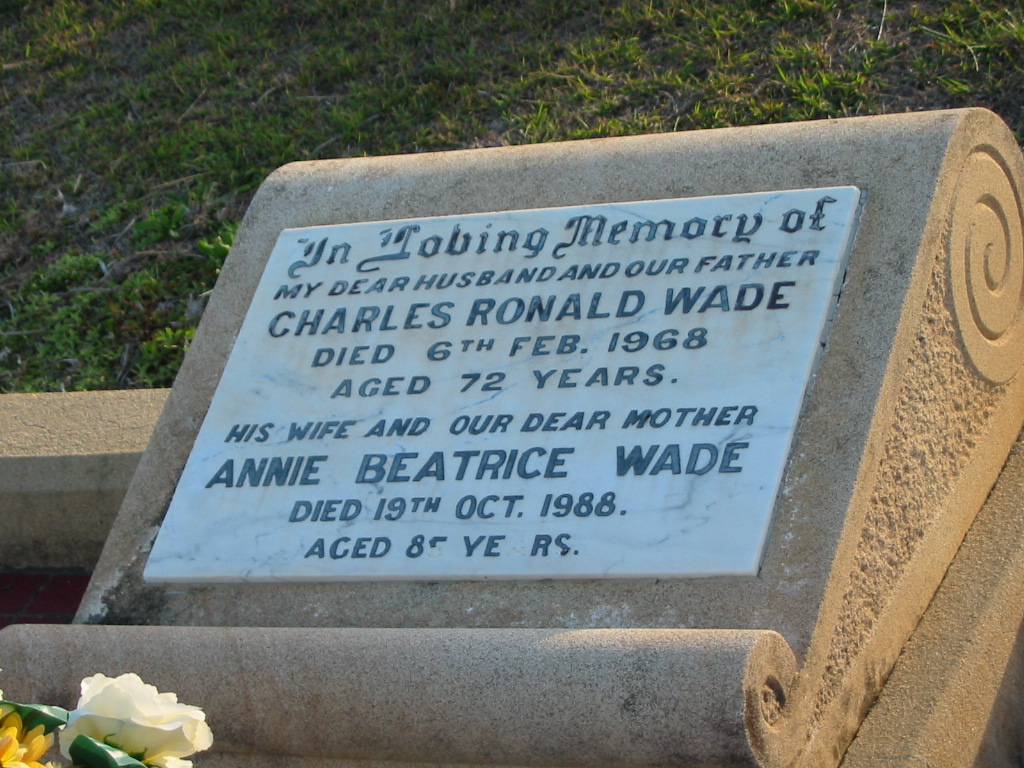 In Loving Memory of
MY DEAR HUSBAND AND OUR FATHER
CHARLES RONALD WADE
DIED 6TH FEB. 1968
AGED 72 YEARS.
HIS WIFE AND OUR DEAR MOTHER
ANNIE BEATRICE WADE
DIED 19TH OCT. 1988.
AGED YE RS.